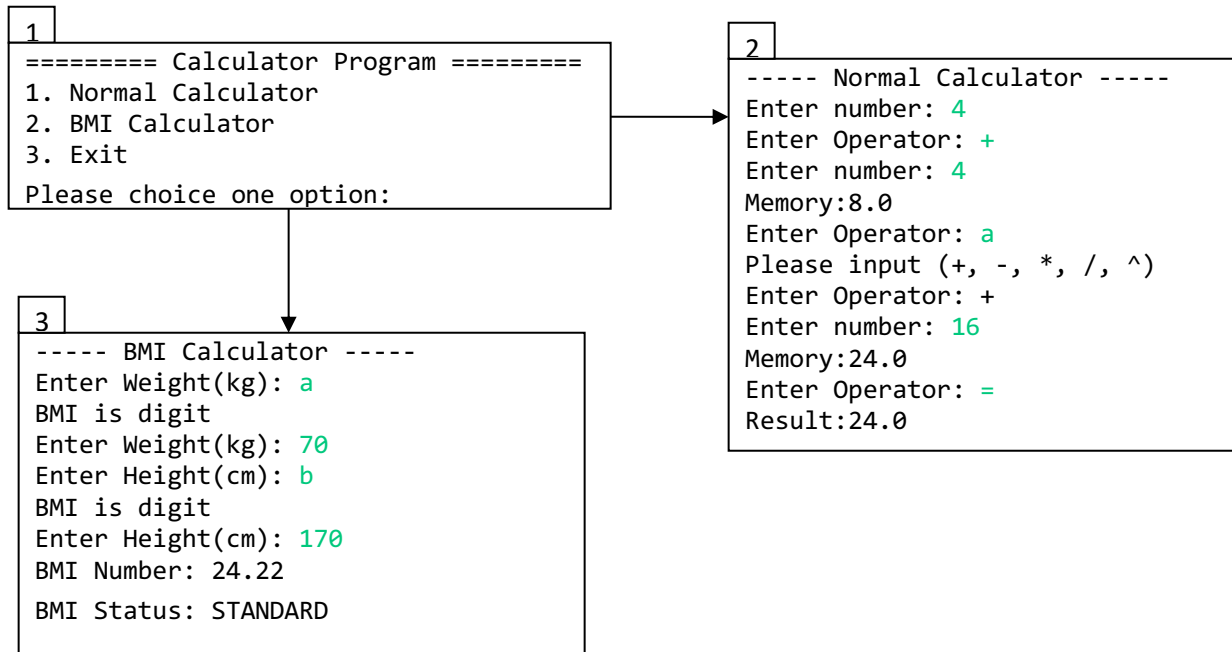 1
========= Calculator Program =========
1. Normal Calculator
2. BMI Calculator
3. Exit
Please choice one option:
2
----- Normal Calculator -----
Enter number: 4
Enter Operator: +
Enter number: 4
Memory:8.0
Enter Operator: a
Please input (+, -, *, /, ^)
Enter Operator: +
Enter number: 16
Memory:24.0
Enter Operator: =
Result:24.0
3
----- BMI Calculator -----
Enter Weight(kg): a
BMI is digit
Enter Weight(kg): 70
Enter Height(cm): b
BMI is digit
Enter Height(cm): 170
BMI Number: 24.22
BMI Status: STANDARD